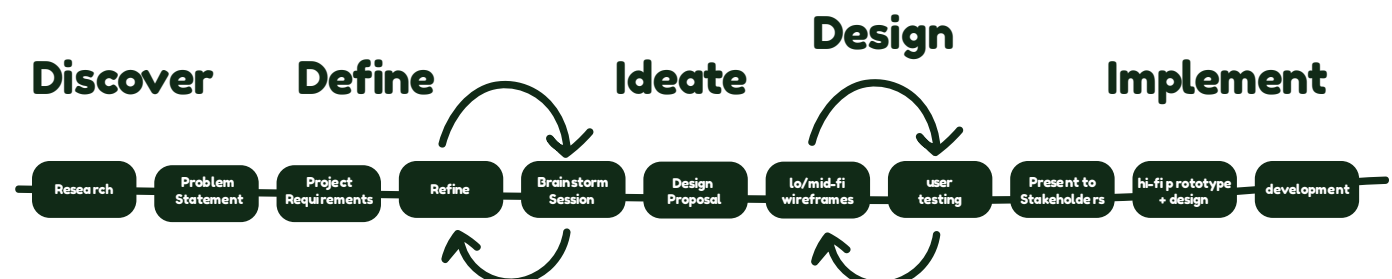 Design
Discover
Define
Ideate
Implement
Research
Problem
Statement
Project
Requirements
Refine
Brainstorm
Session
Design
Proposal
lo/mid-fi
wireframes
user
testing
Present to
Stakeholders
hi-fi prototype
+ design
development